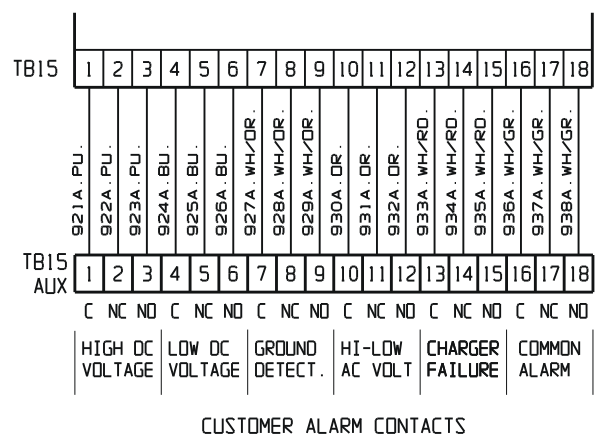 TB15 1 2 3 4 5 6 7 8 9 10 11 12 13 14 15 16 17 18
921A. PU.
922A. PU.
923A. PU.
924A. BU.
925A. BU.
926A. BU.
927A. WH/OR.
928A. WH/OR.
929A. WH/OR.
930A. OR.
931A. OR.
932A. OR.
933A. WH/RD.
934A. WH/RD.
935A. WH/RD.
936A. WH/GR.
937A. WH/GR.
938A. WH/GR.
TB15 AUX 1 2 3 4 5 6 7 8 9 10 11 12 13 14 15 16 17 18
C NC NO C NC NO C NC NO C NC NO C NC NO C NC NO
HIGH DC LOW DC GROUND HI-LOW CHARGER COMMON
VOLTAGE VOLTAGE DETECT. AC VOLT FAILURE ALARM
CUSTOMER ALARM CONTACTS